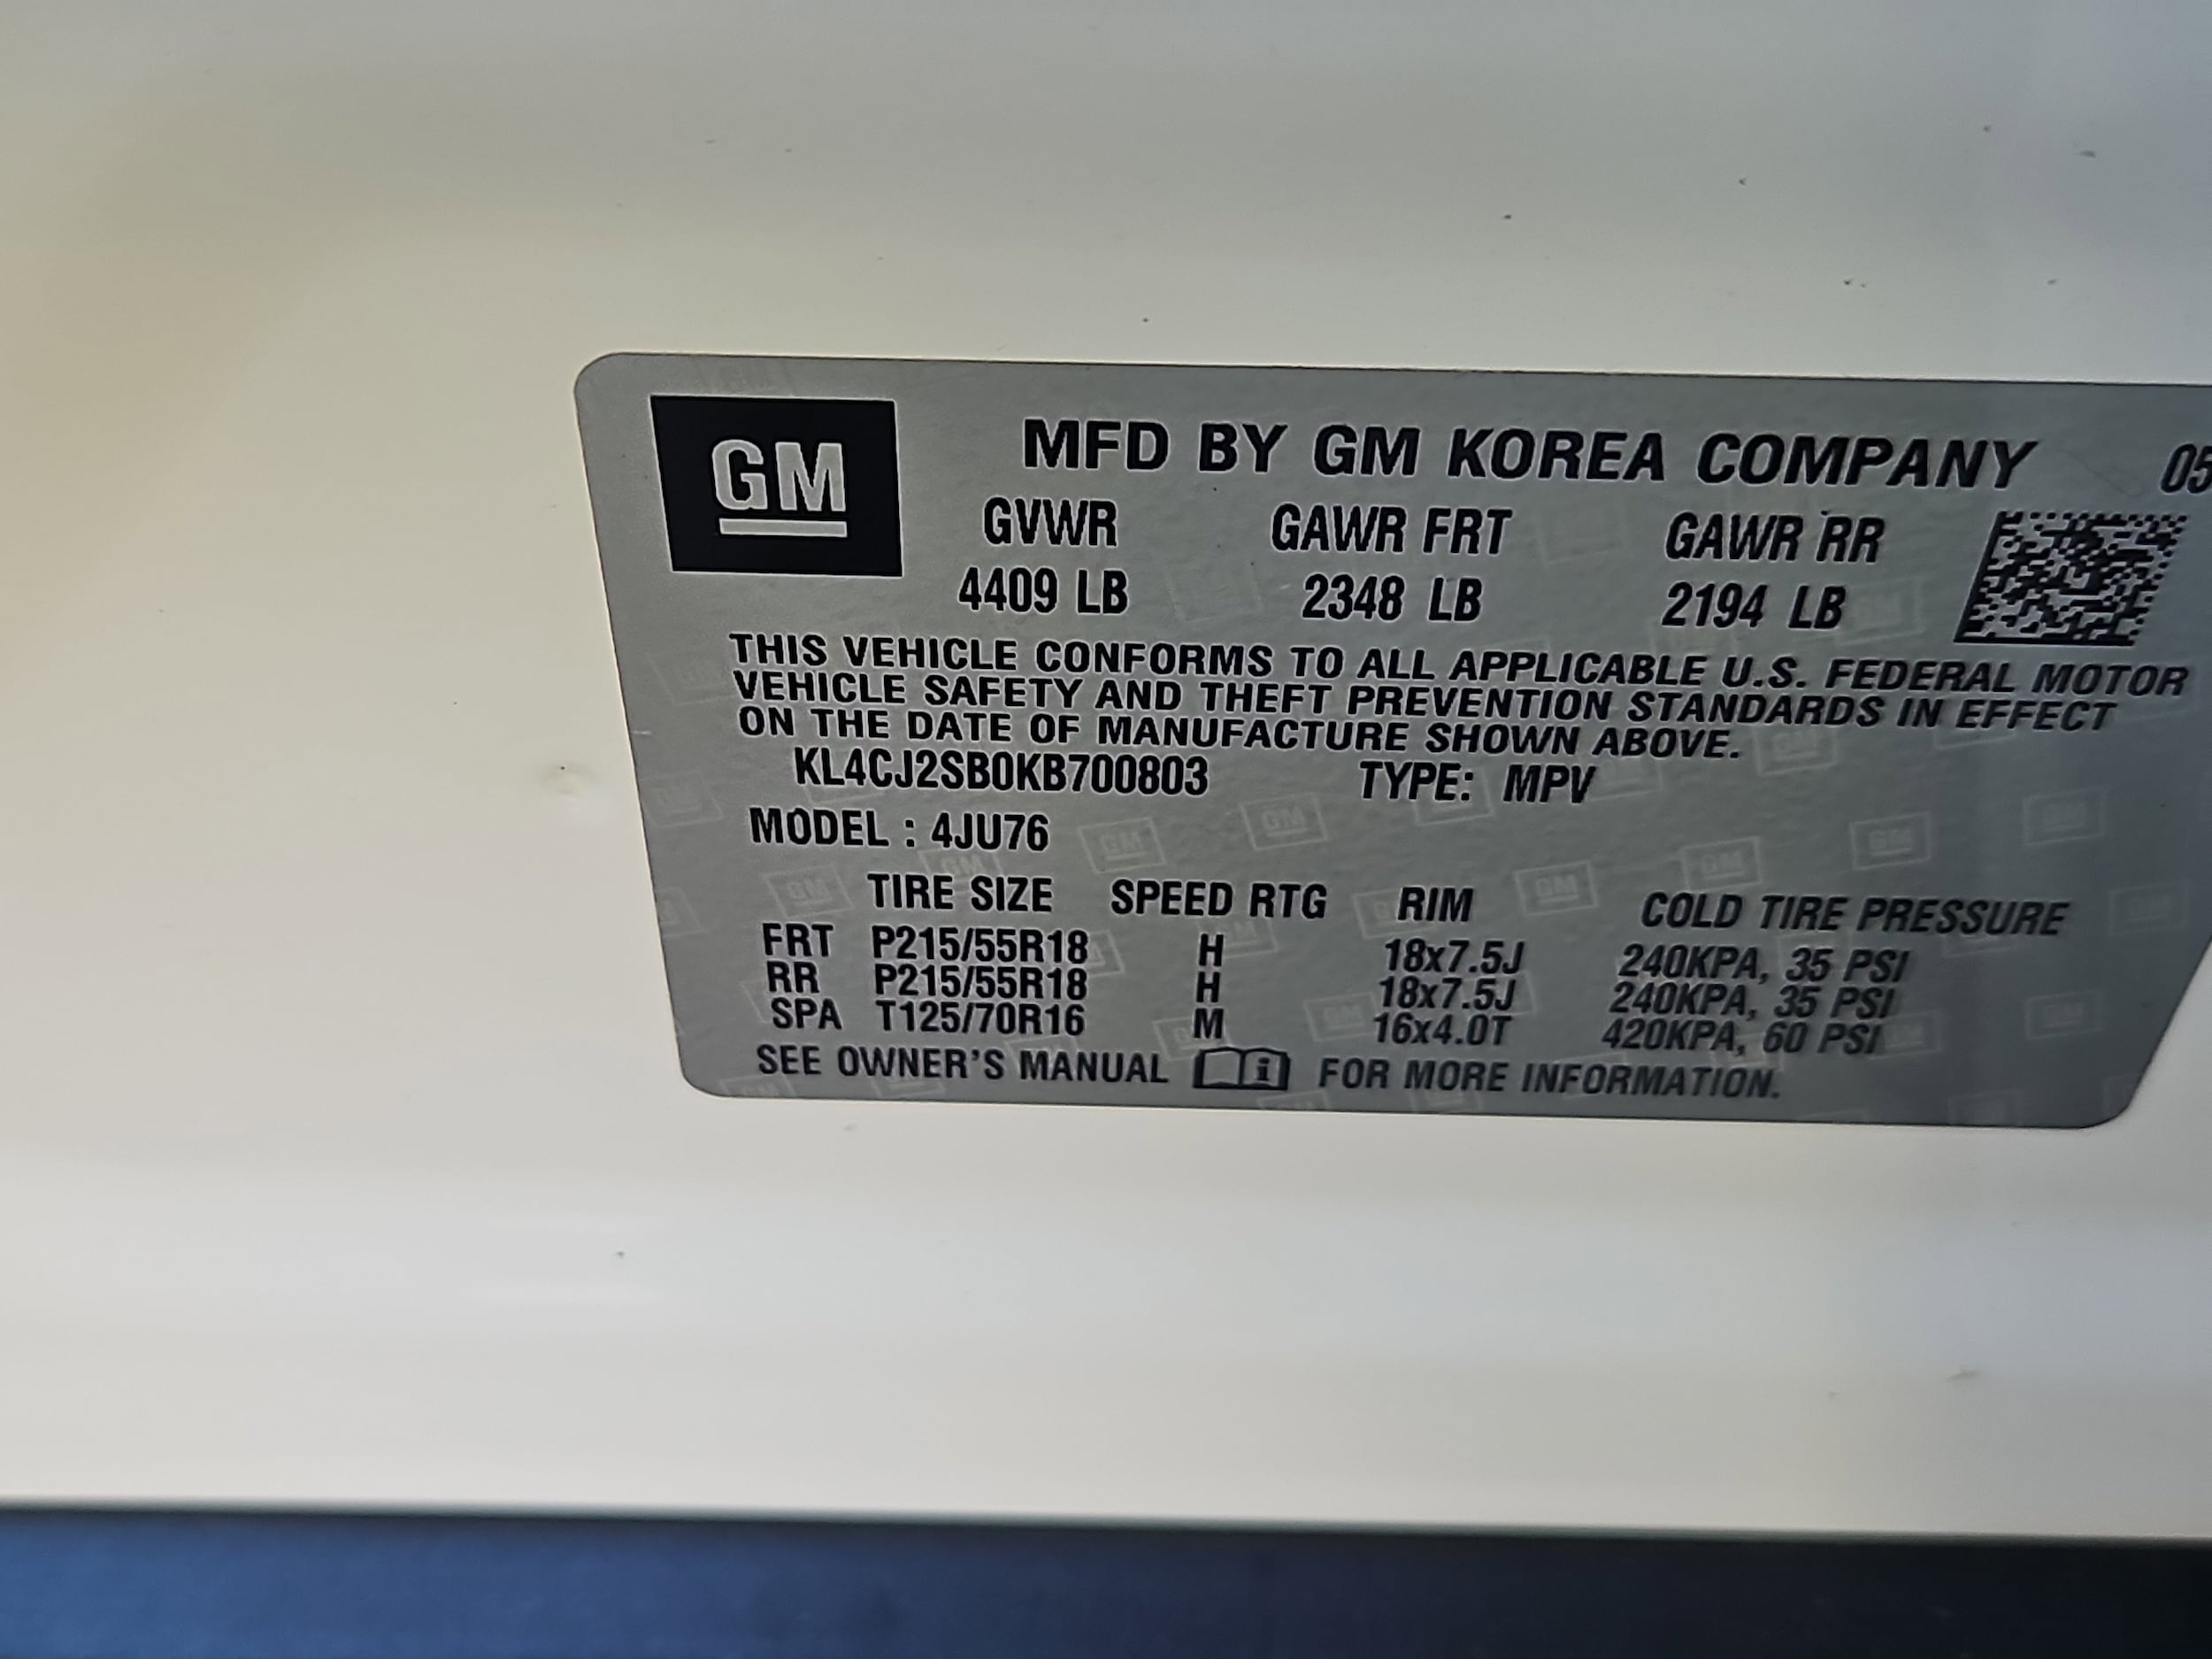 GM
MFD BY GM KOREA COMPANY 05
GVWR GAWR FRT GAWR RR
4409 LB 2348 LB 2194 LB
THIS VEHICLE CONFORMS TO ALL APPLICABLE U.S. FEDERAL MOTOR
VEHICLE SAFETY AND THEFT PREVENTION STANDARDS IN EFFECT
ON THE DATE OF MANUFACTURE SHOWN ABOVE.
KL4CJ2SB0KB700803 TYPE: MPV
MODEL : 4JU76
TIRE SIZE SPEED RTG RIM COLD TIRE PRESSURE
FRT P215/55R18 H 18x7.5J 240KPA, 35 PSI
RR P215/55R18 H 18x7.5J 240KPA, 35 PSI
SPA T125/70R16 M 16x4.0T 420KPA, 60 PSI
SEE OWNER'S MANUAL i FOR MORE INFORMATION.